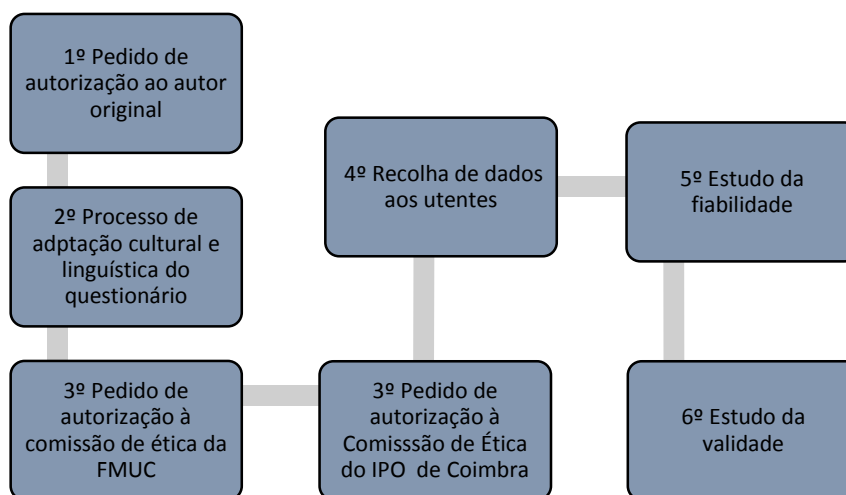 1º Pedido de
autorização ao autor
original
2º Processo de
adptação cultural e
linguística do
questionário
3º Pedido de
autorização à
comissão de ética da
FMUC
3º Pedido de
autorização à
Comisssão de Ética
do IPO de Coimbra
4º Recolha de dados
aos utentes
5º Estudo da
fiabilidade
6º Estudo da
validade